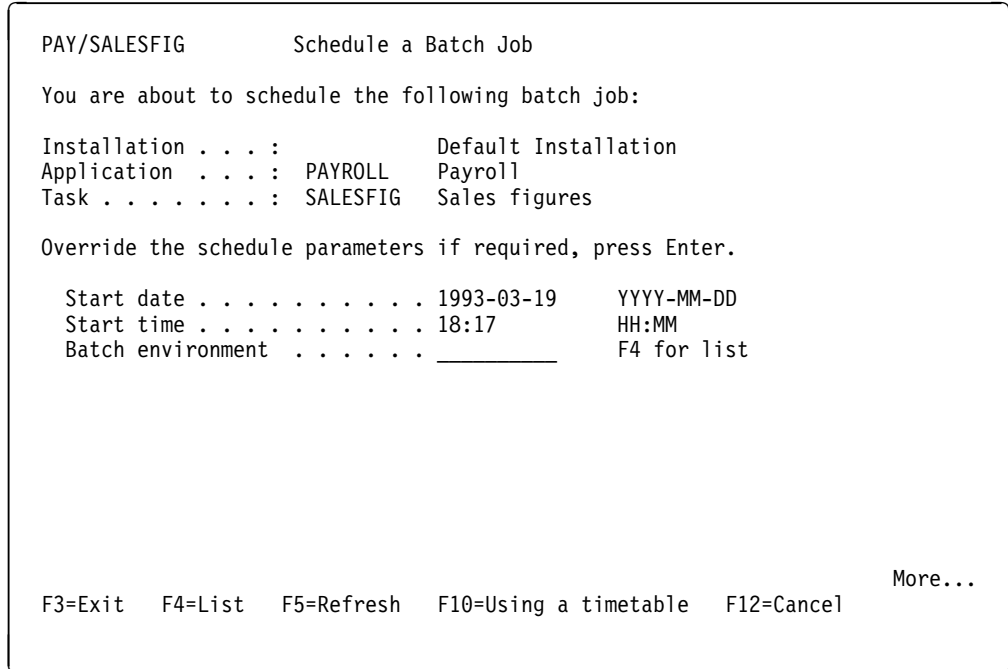 PAY/SALESFIG Schedule a Batch Job
You are about to schedule the following batch job:
Installation . . . : Default Installation
Application . . . : PAYROLL Payroll
Task . . . . . . . : SALESFIG Sales figures
Override the schedule parameters if required, press Enter.
Start date . . . . . . . . . . 1993-03-19 YYYY-MM-DD
Start time . . . . . . . . . . 18:17 HH:MM
Batch environment . . . . . . __________ F4 for list
More...
F3=Exit F4=List F5=Refresh F10=Using a timetable F12=Cancel